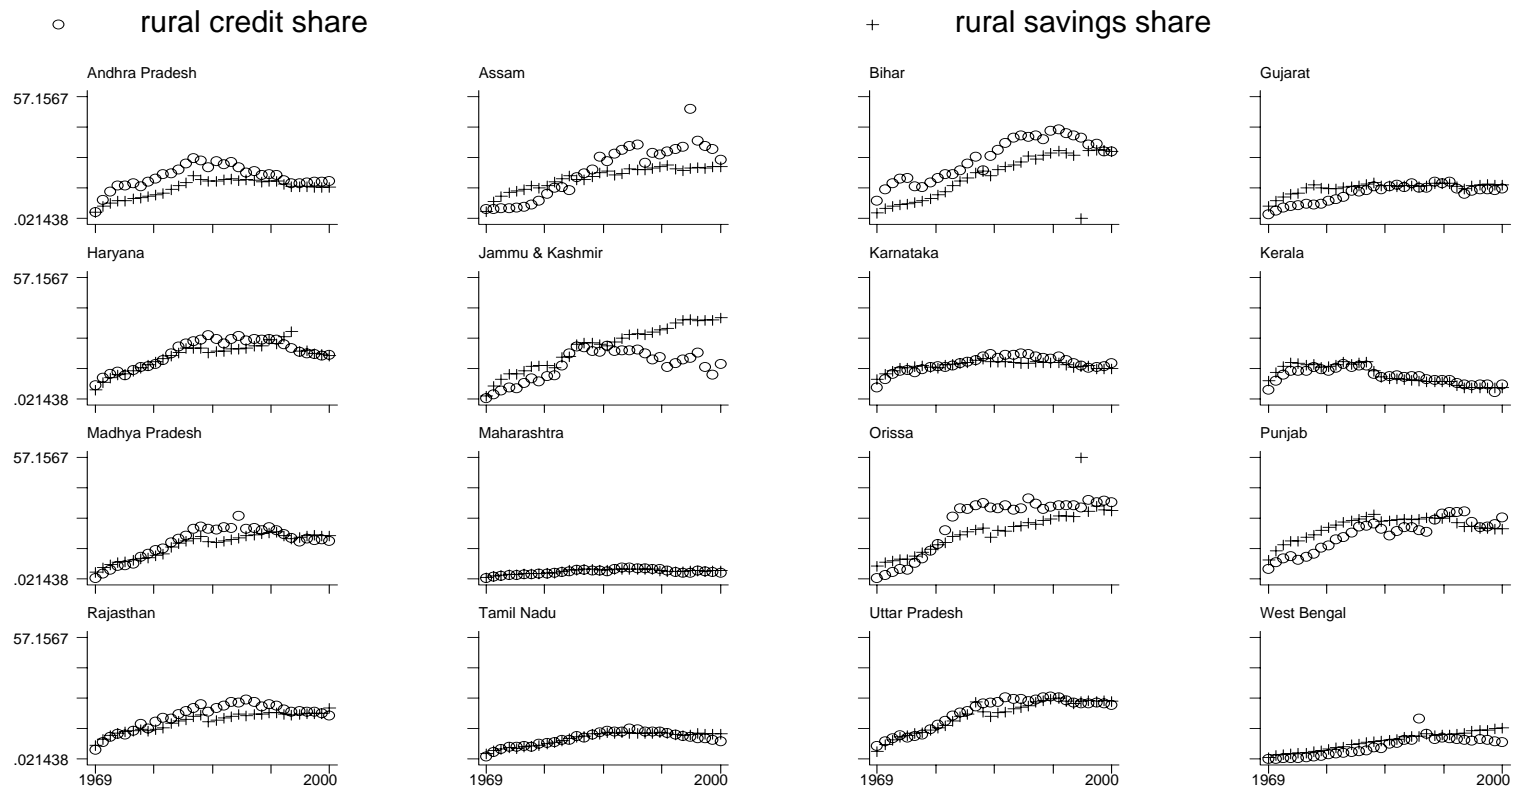 rural credit share rural savings share
Andhra Pradesh Assam Bihar Gujarat
57.1567
.021438
Haryana Jammu & Kashmir Karnataka Kerala
57.1567
.021438
Madhya Pradesh Maharashtra Orissa Punjab
57.1567
.021438
Rajasthan Tamil Nadu Uttar Pradesh West Bengal
57.1567
.021438
1969 2000 1969 2000 1969 2000 1969 2000